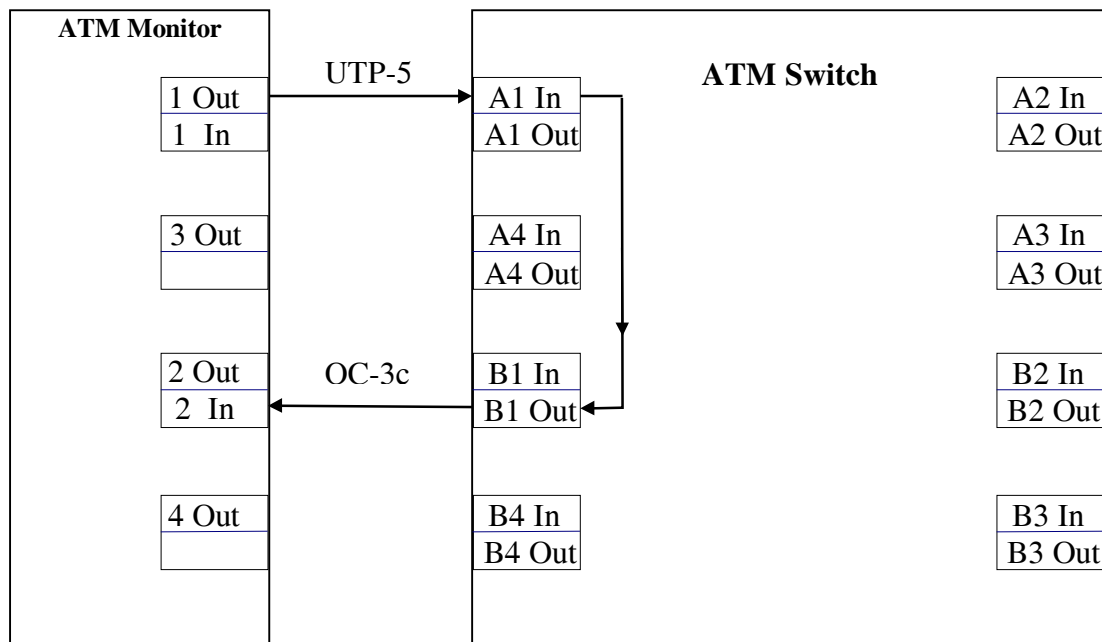 ATM Monitor
UTP-5
ATM Switch
1 Out
1 In
A1 In
A1 Out
A2 In
A2 Out
3 Out
A4 In
A4 Out
A3 In
A3 Out
2 Out
2 In
OC-3c
B1 In
B1 Out
B2 In
B2 Out
4 Out
B4 In
B4 Out
B3 In
B3 Out